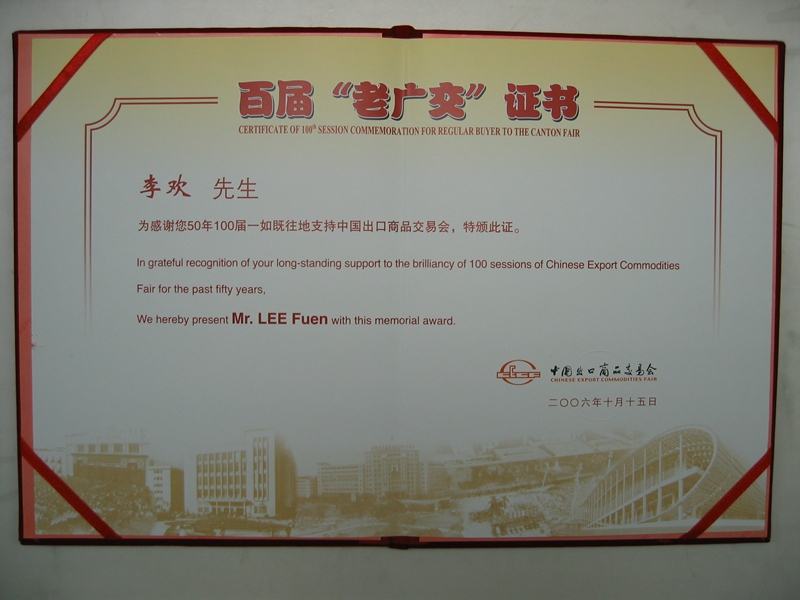 百届“老广交”证书
CERTIFICATE OF 100th SESSION COMMEMORATION FOR REGULAR BUYER TO THE CANTON FAIR
李欢 先生
为感谢您50年100届一如既往地支持中国出口商品交易会，特颁此证。
In grateful recognition of your long-standing support to the brilliancy of 100 sessions of Chinese Export Commodities
Fair for the past fifty years,
We hereby present Mr. LEE Fuen with this memorial award.
CECF 中国出口商品交易会
CHINESE EXPORT COMMODITIES FAIR
二〇〇六年十月十五日